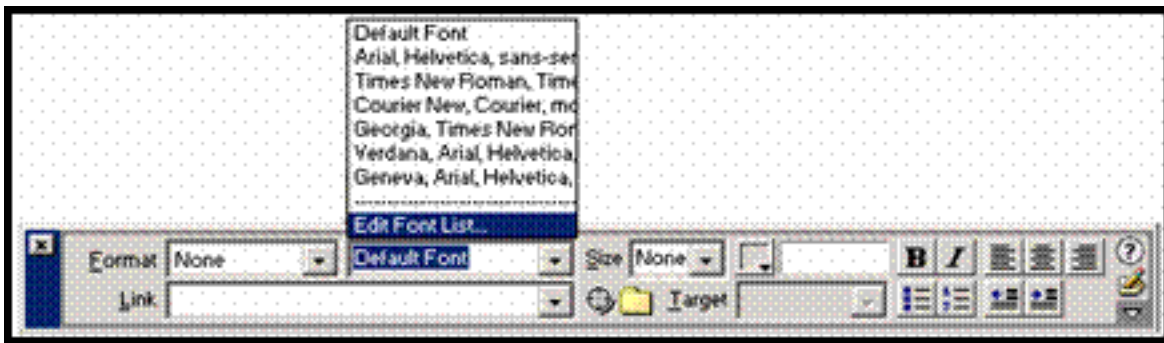 Default Font
Arial, Helvetica, sans-ser
Times New Roman, Time
Courier New, Courier, mo
Georgia, Times New Rom
Verdana, Arial, Helvetica,
Geneva, Arial, Helvetica,
Edit Font List...
Format None Default Font Size None B I
Link Target